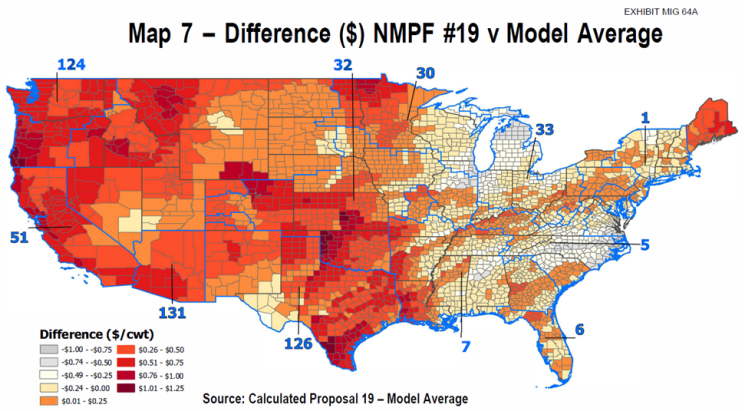 EXHIBIT MIG 64A
Map 7 – Difference ($) NMPF #19 v Model Average
124
32
30
1
33
51
5
131
126
7
6
Difference ($/cwt)
-$1.00 - -$0.75
$0.26 - $0.50
-$0.74 - -$0.50
$0.51 - $0.75
-$0.49 - -$0.25
$0.76 - $1.00
-$0.24 - $0.00
$1.01 - $1.25
$0.01 - $0.25
Source: Calculated Proposal 19 – Model Average